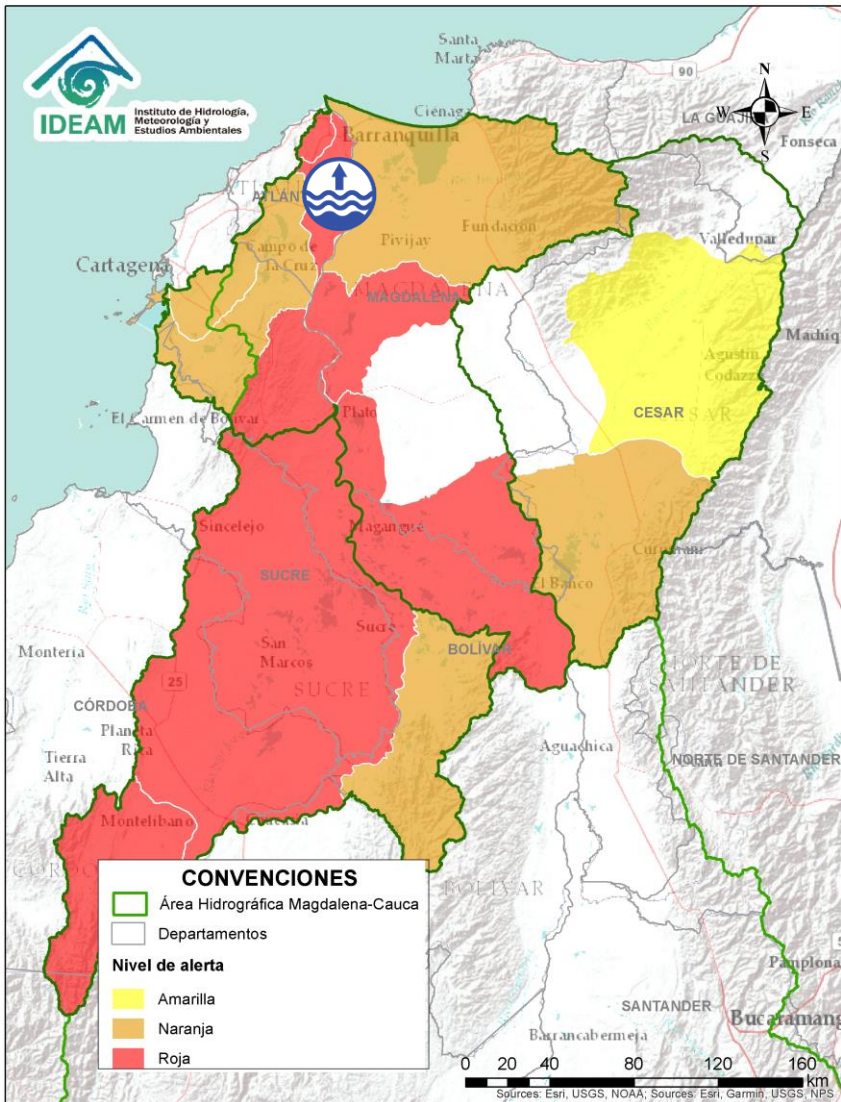 IDEAM
Instituto de Hidrología,
Meteorología y
Estudios Ambientales
Santa
Marta
90
N
W
E
S
Ciénaga
LA GUAJIRA
Fonseca
Barranquilla
Fundación
Pivijay
Valledupar
Campo de
la Cruz
Cartagena
MAGDALENA
Agustín
Codazzi
CESAR
El Carmen de Bolívar
Plato
Sincelejo
Magangué
SUCRE
El Banco
Sucre
San
Marcos
BOLÍVAR
Montería
SUCRE
NORTE DE
SANTANDER
25
CÓRDOBA
Planeta
Rica
Aguachica
NORTE DE SANTANDER
Tierra
Alta
Montelíbano
BOLÍVAR
Pamplona
SANTANDER
Barrancabermeja
CONVENCIONES
Área Hidrográfica Magdalena-Cauca
Departamentos
Nivel de alerta
Amarilla
Naranja
Roja
0 20 40 80 120 160
km
Sources: Esri, USGS, NOAA; Sources: Esri, Garmin, USGS, NPS